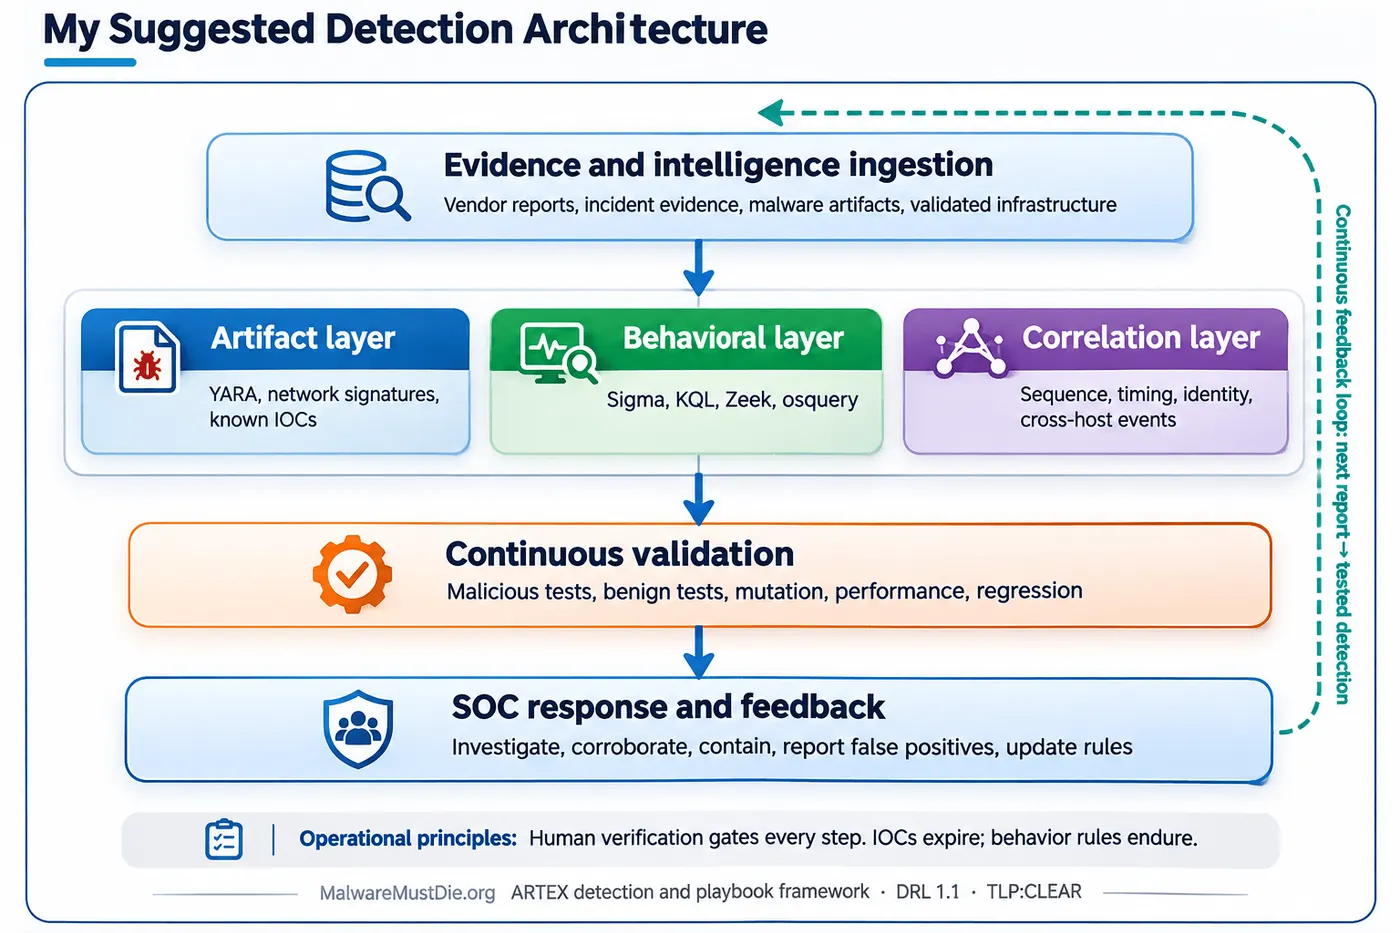 My Suggested Detection Architecture
Evidence and intelligence ingestion
Vendor reports, incident evidence, malware artifacts, validated infrastructure
Artifact layer
YARA, network signatures,
known IOCs
Behavioral layer
Sigma, KQL, Zeek, osquery
Correlation layer
Sequence, timing, identity,
cross-host events
Continuous validation
Malicious tests, benign tests, mutation, performance, regression
SOC response and feedback
Investigate, corroborate, contain, report false positives, update rules
Continuous feedback loop: next report → tested detection
Operational principles: Human verification gates every step. IOCs expire; behavior rules endure.
MalwareMustDie.org ARTEX detection and playbook framework · DRL 1.1 · TLP:CLEAR